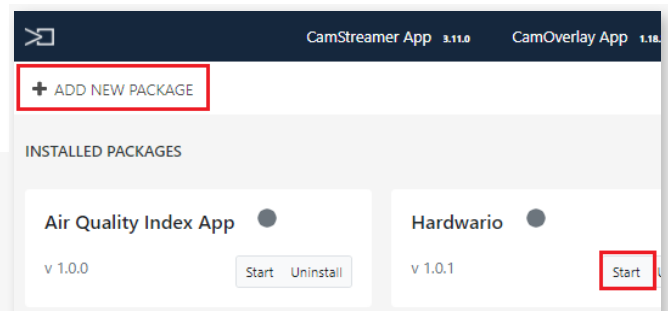 CamStreamer App 3.11.0 CamOverlay App 1.18.
+ ADD NEW PACKAGE
INSTALLED PACKAGES
Air Quality Index App Hardwario
v 1.0.0 Start Uninstall v 1.0.1 Start